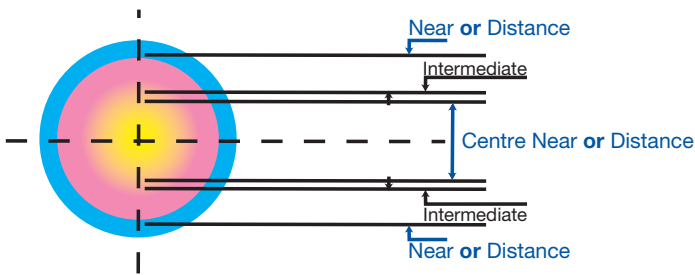 Near or Distance
Intermediate
Centre Near or Distance
Intermediate
Near or Distance